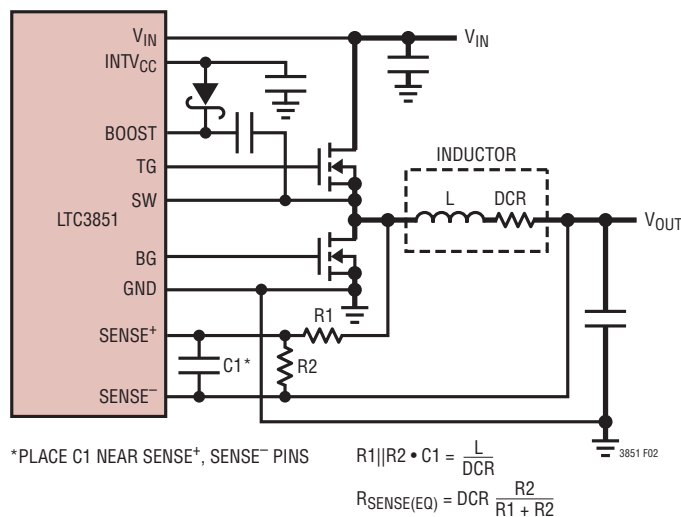 V_IN
V_IN
INTV_CC
BOOST
INDUCTOR
TG
L
DCR
SW
LTC3851
V_OUT
BG
GND
R1
SENSE⁺
C1*
R2
SENSE⁻
*PLACE C1 NEAR SENSE⁺, SENSE⁻ PINS
R1||R2 • C1 = L/DCR
3851 F02
R_SENSE(EQ) = DCR R2/(R1 + R2)